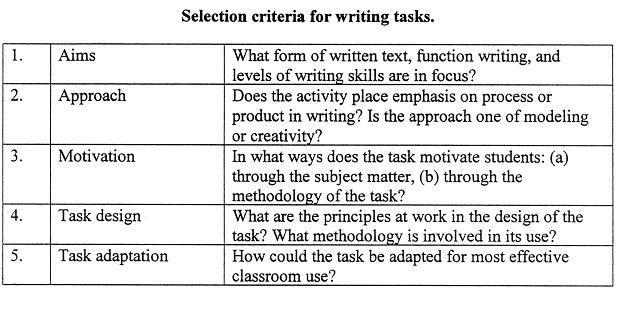 Selection criteria for writing tasks.
1. Aims What form of written text, function writing, and
levels of writing skills are in focus?
2. Approach Does the activity place emphasis on process or
product in writing? Is the approach one of modeling
or creativity?
3. Motivation In what ways does the task motivate students: (a)
through the subject matter, (b) through the
methodology of the task?
4. Task design What are the principles at work in the design of the
task? What methodology is involved in its use?
5. Task adaptation How could the task be adapted for most effective
classroom use?